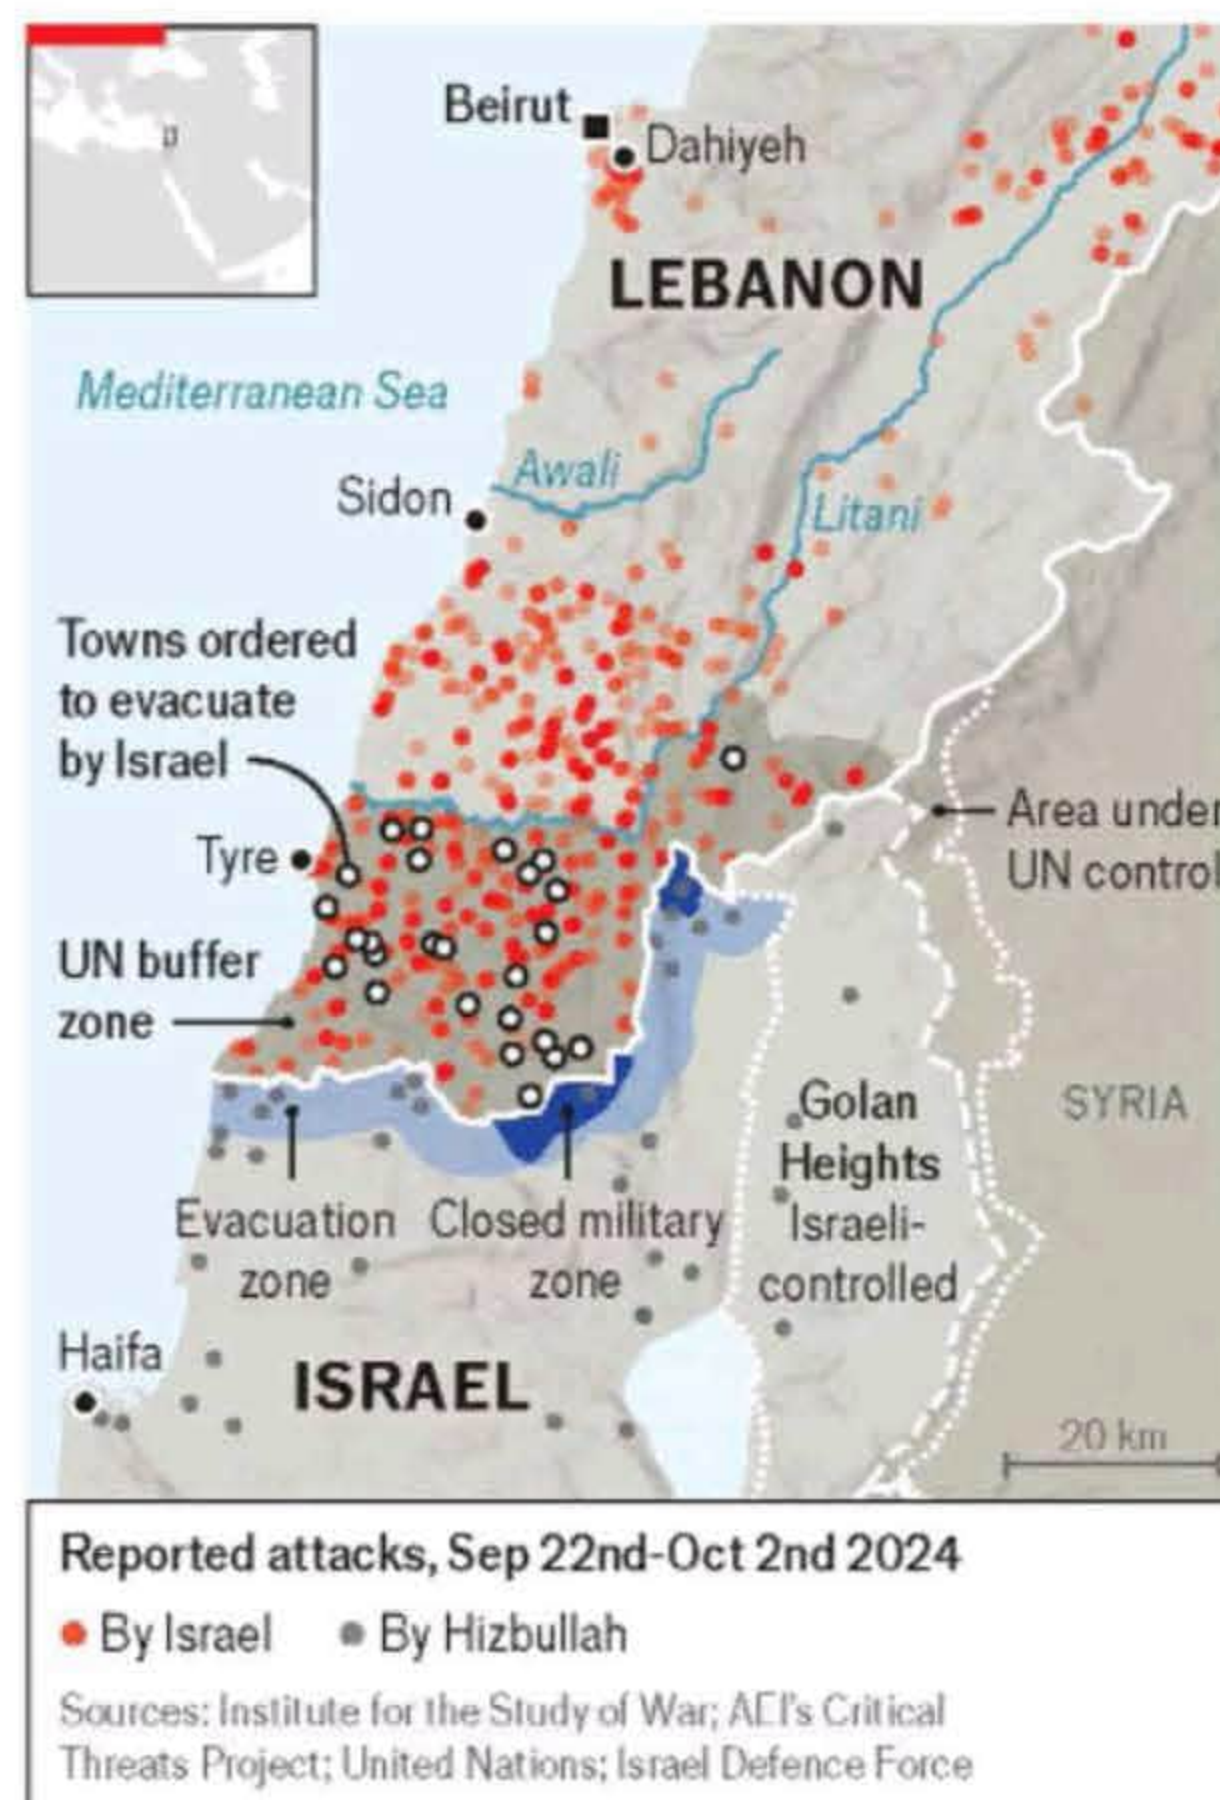 Beirut
Dahiyeh
LEBANON
Mediterranean Sea
Awali
Sidon
Litani
Towns ordered
to evacuate
by Israel
Area under
UN control
Tyre
UN buffer
zone
Golan
Heights
Israeli-
controlled
SYRIA
Evacuation
zone
Closed military
zone
Haifa
ISRAEL
20 km
Reported attacks, Sep 22nd-Oct 2nd 2024
By Israel
By Hizbullah
Sources: Institute for the Study of War; AEI's Critical
Threats Project; United Nations; Israel Defence Force